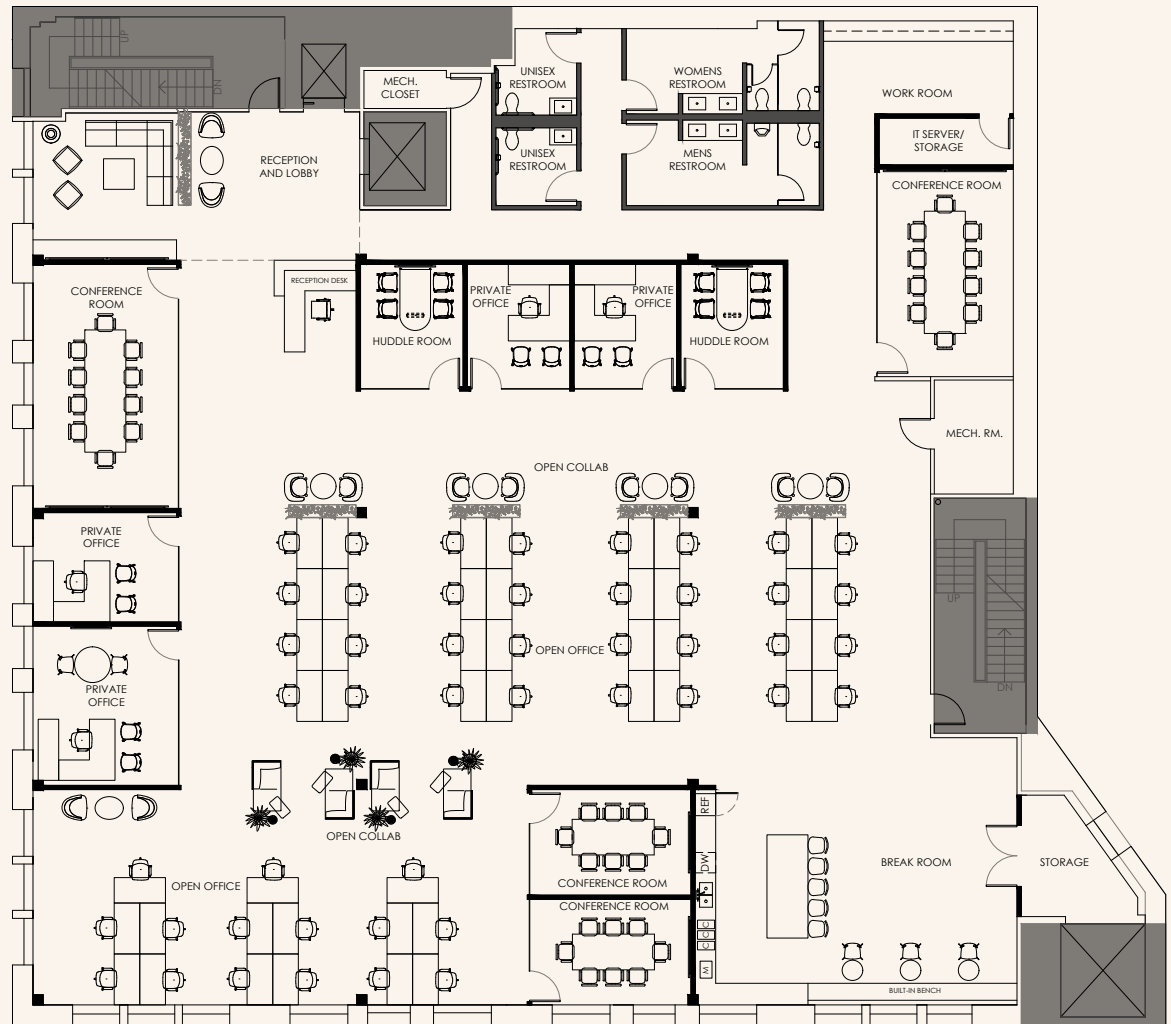 UP
DN
MECH.
CLOSET
UNISEX
RESTROOM
WOMENS
RESTROOM
WORK ROOM
IT SERVER/
STORAGE
RECEPTION
AND LOBBY
UNISEX
RESTROOM
MENS
RESTROOM
CONFERENCE ROOM
CONFERENCE
ROOM
RECEPTION DESK
PRIVATE
OFFICE
PRIVATE
OFFICE
HUDDLE ROOM
HUDDLE ROOM
MECH. RM.
OPEN COLLAB
PRIVATE
OFFICE
UP
OPEN OFFICE
PRIVATE
OFFICE
DN
REF
OPEN COLLAB
DW
BREAK ROOM
STORAGE
OPEN OFFICE
CONFERENCE ROOM
CONFERENCE ROOM
C
C
C
M
BUILT-IN BENCH